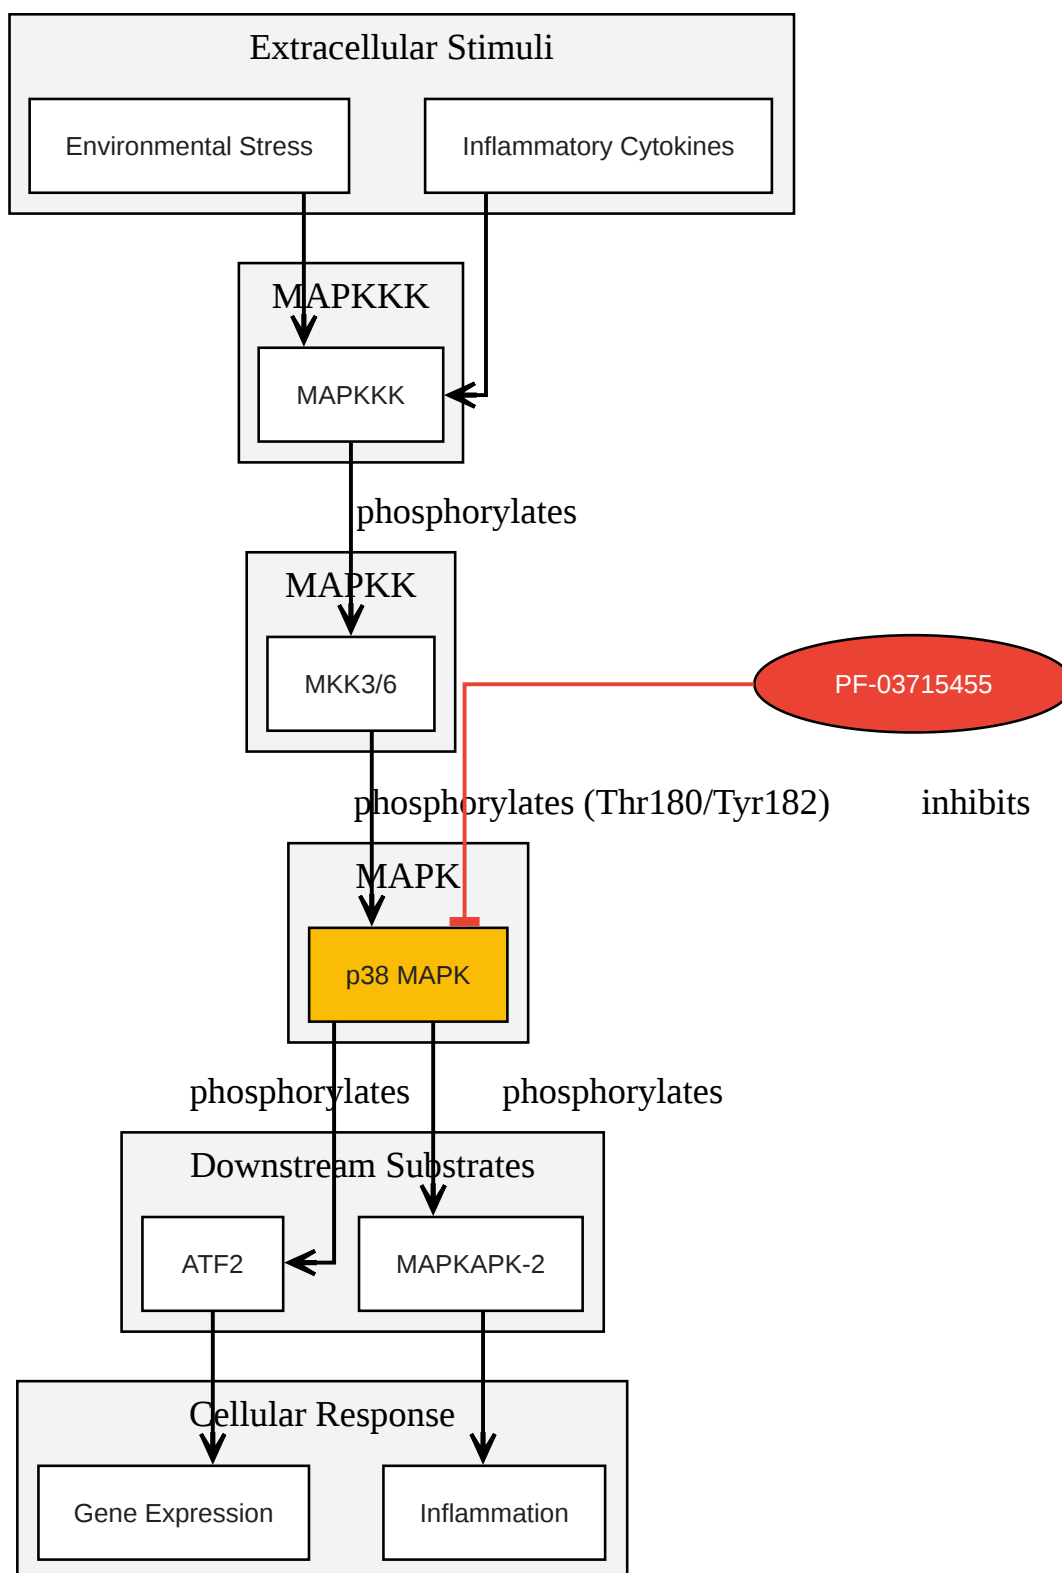 Extracellular Stimuli
Environmental Stress
Inflammatory Cytokines
MAPKKK
MAPKKK
phosphorylates
MAPKK
MKK3/6
PF-03715455
phosphorylates (Thr180/Tyr182)
inhibits
MAPK
p38 MAPK
phosphorylates
phosphorylates
Downstream Substrates
ATF2
MAPKAPK-2
Cellular Response
Gene Expression
Inflammation